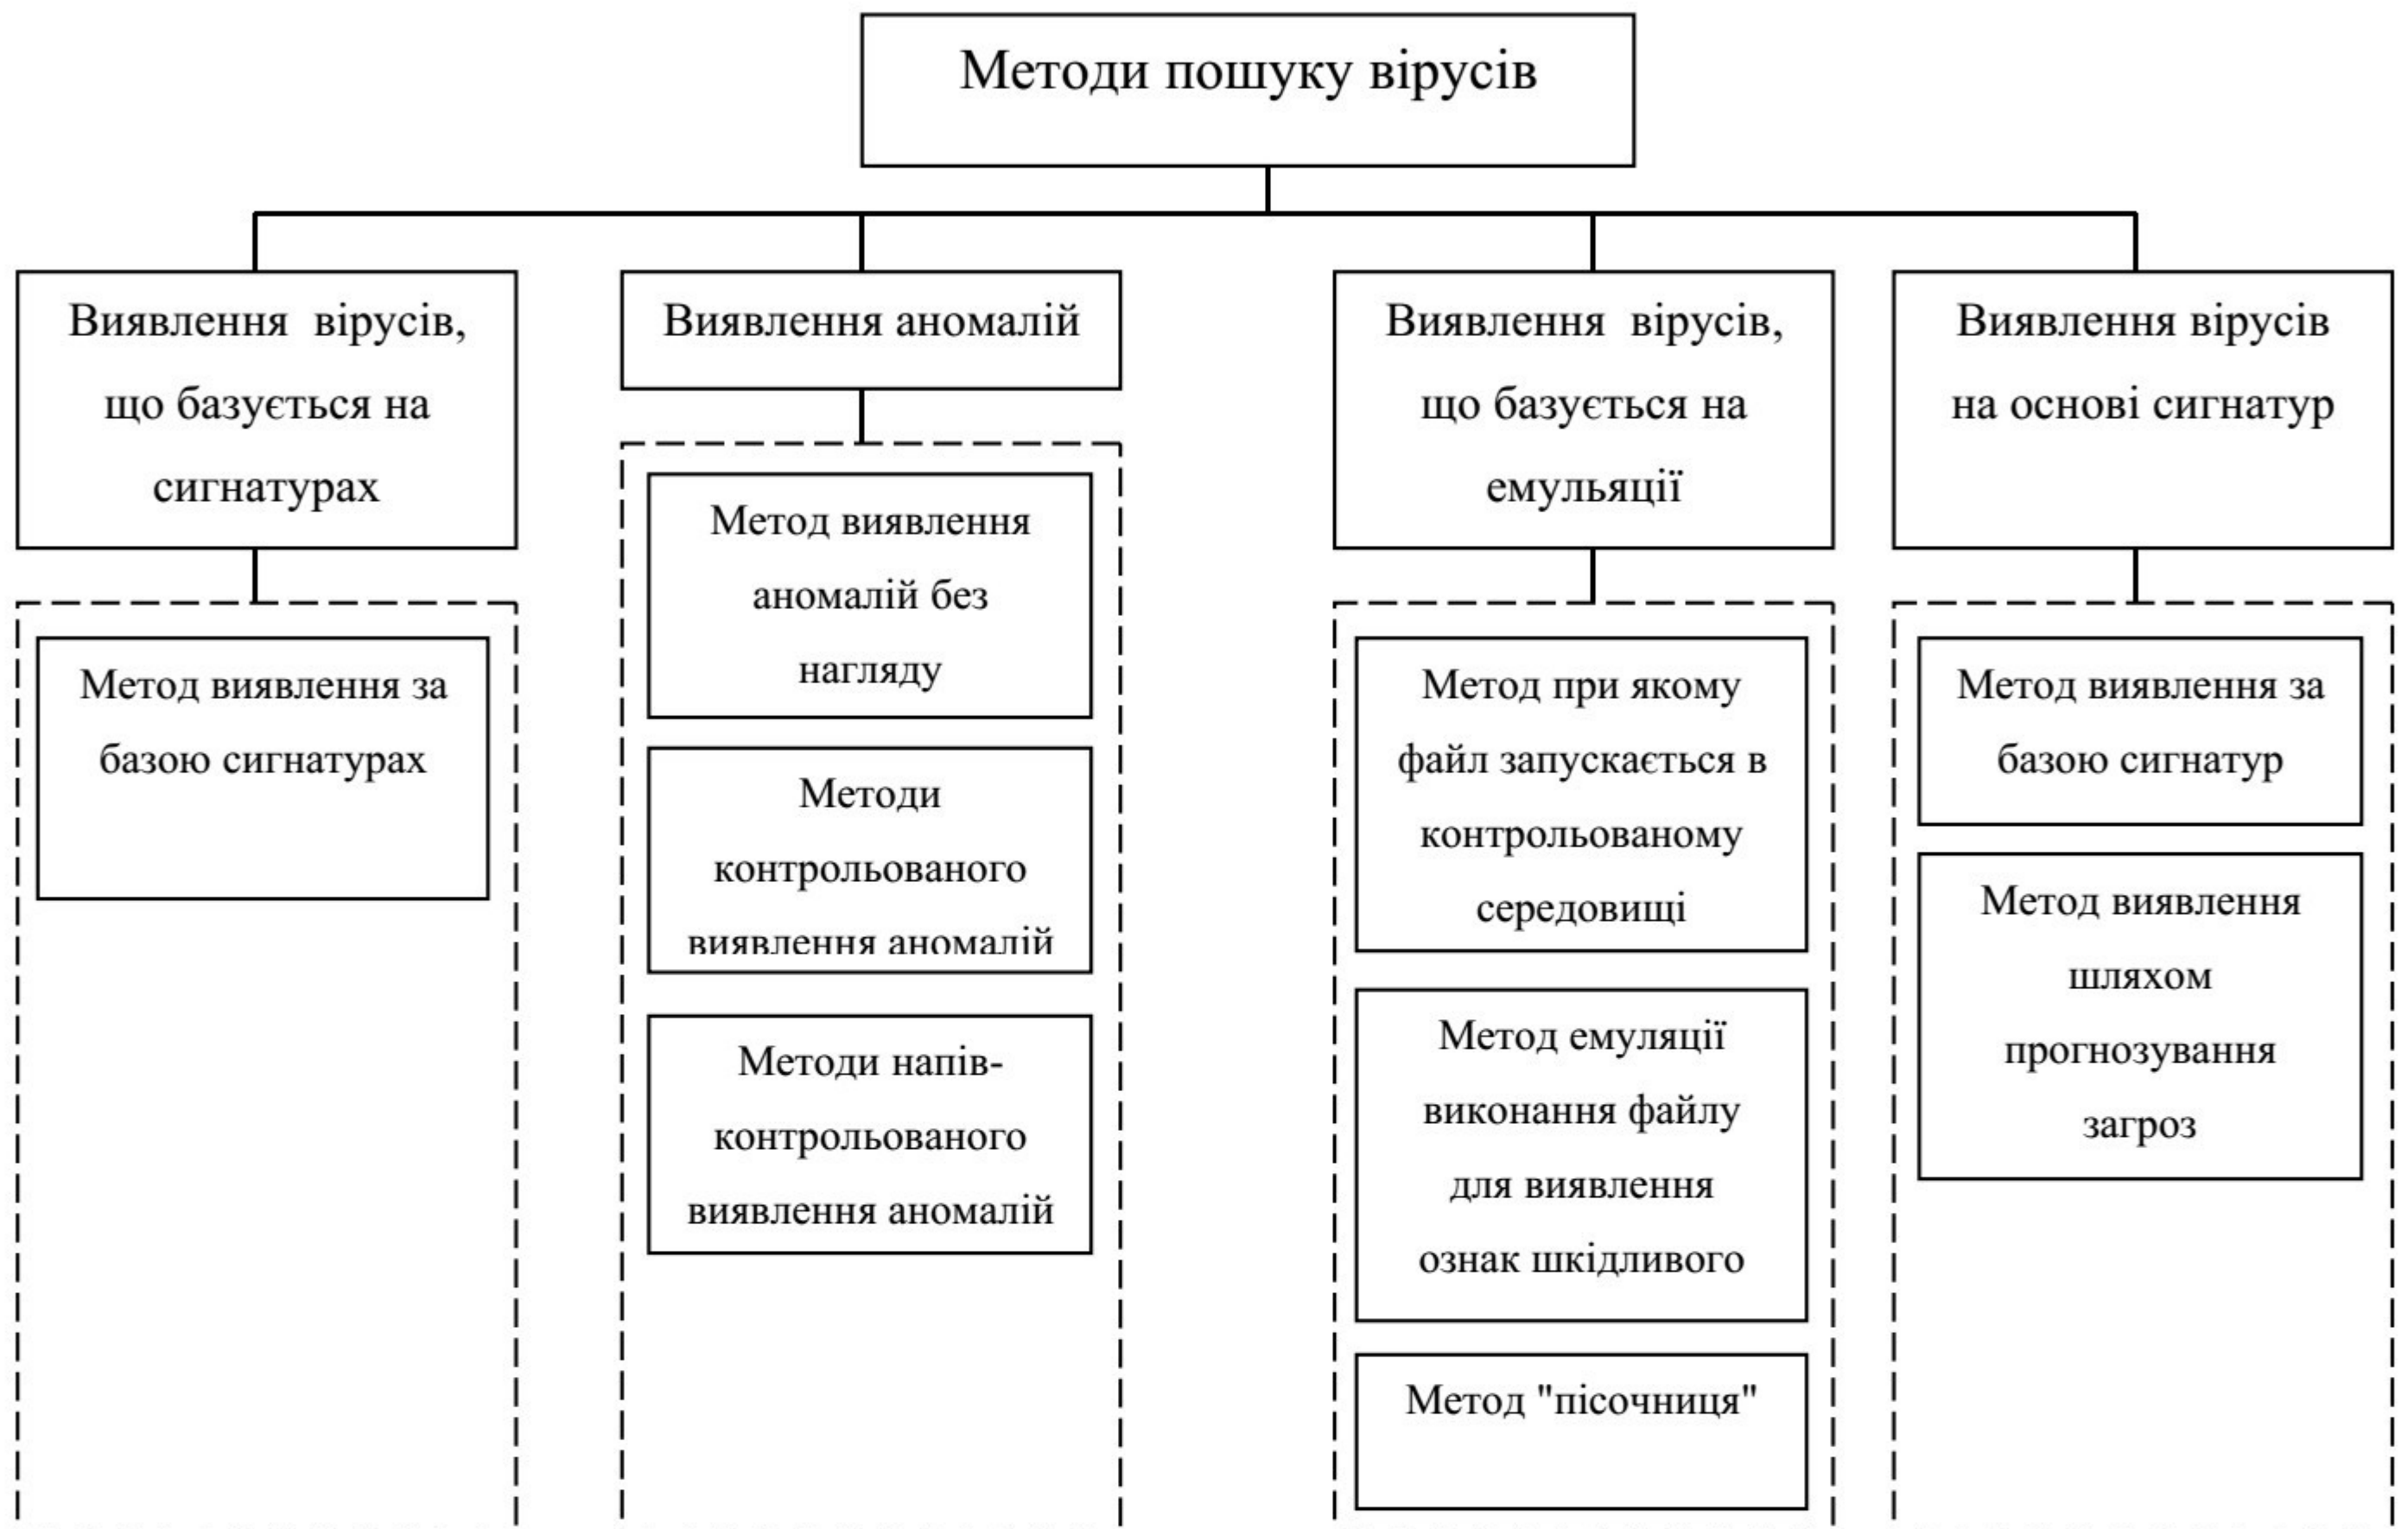 Методи пошуку вірусів
Виявлення вірусів,
що базується на
сигнатурах
Метод виявлення за
базою сигнатурах
Виявлення аномалій
Метод виявлення
аномалій без
нагляду
Методи
контрольованого
виявлення аномалій
Методи напів-
контрольованого
виявлення аномалій
Виявлення вірусів,
що базується на
емульяції
Метод при якому
файл запускається в
контрольованому
середовищі
Метод емуляції
виконання файлу
для виявлення
ознак шкідливого
Метод "пісочниця"
Виявлення вірусів
на основі сигнатур
Метод виявлення за
базою сигнатур
Метод виявлення
шляхом
прогнозування
загроз